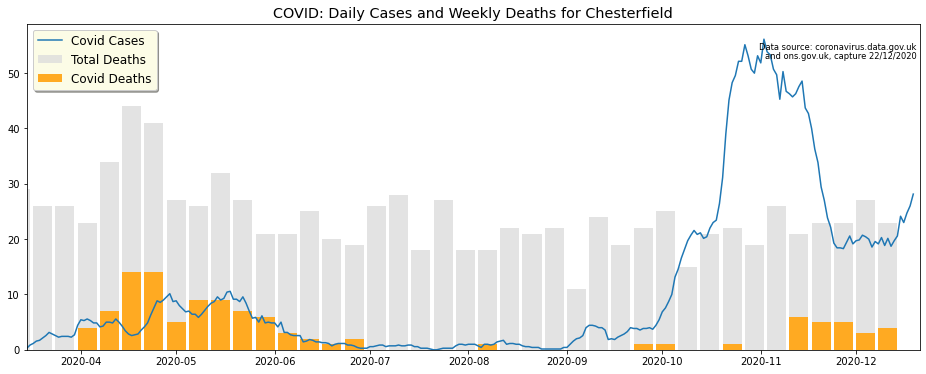 COVID: Daily Cases and Weekly Deaths for Chesterfield
Covid Cases
Total Deaths
Covid Deaths
Data source: coronavirus.data.gov.uk
and ons.gov.uk, capture 22/12/2020
50
40
30
20
10
0
2020-04 2020-05 2020-06 2020-07 2020-08 2020-09 2020-10 2020-11 2020-12